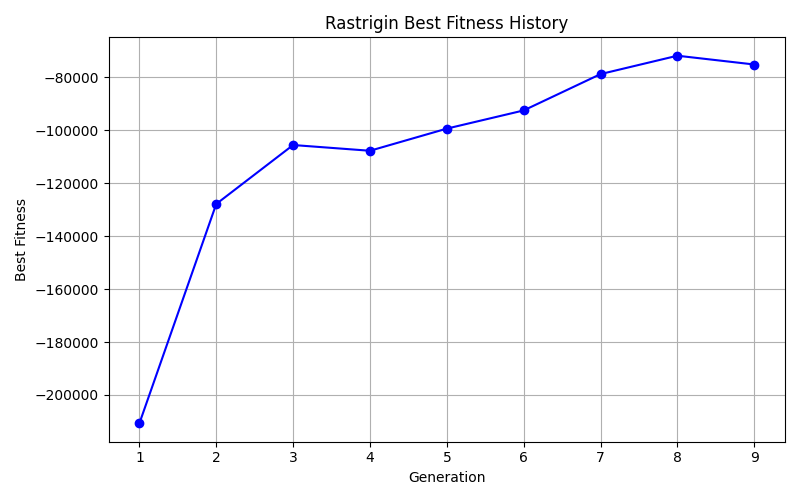 Rastrigin Best Fitness History
Best Fitness
−80000
−100000
−120000
−140000
−160000
−180000
−200000
1 2 3 4 5 6 7 8 9
Generation